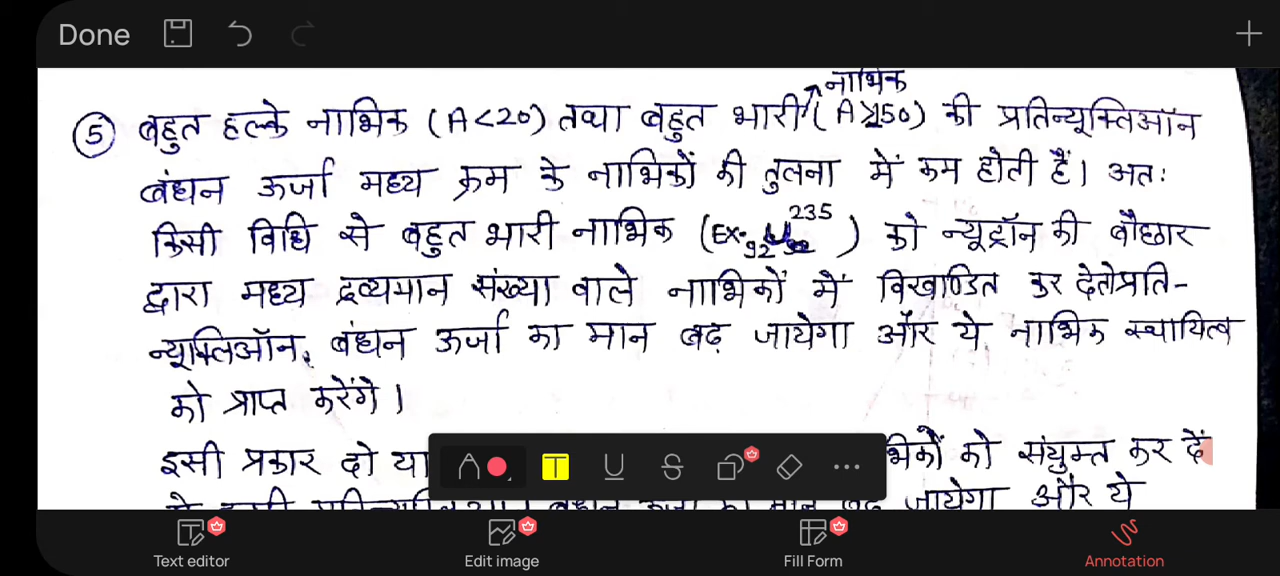 Done
नाभिक
⑤ बहुत हल्के नाभिक (A<20) तथा बहुत भारी (A≥150) की प्रतिन्यूक्लिऑन
बंधन ऊर्जा मध्य क्रम के नाभिकों की तुलना में कम होती हैं। अतः
किसी विधि से बहुत भारी नाभिक (Ex- ₉₂U²³⁵) को न्यूट्रॉन की बौछार
द्वारा मध्य द्रव्यमान संख्या वाले नाभिकों में विखण्डित कर देतो प्रति-
न्यूक्लिऑन, बंधन ऊर्जा का मान बढ़ जायेगा और ये नाभिक स्थायित्व
को प्राप्त करेंगे।
इसी प्रकार दो या भिकों को संयुक्त कर दें
जायेगा और ये
Text editor
Edit image
Fill Form
Annotation